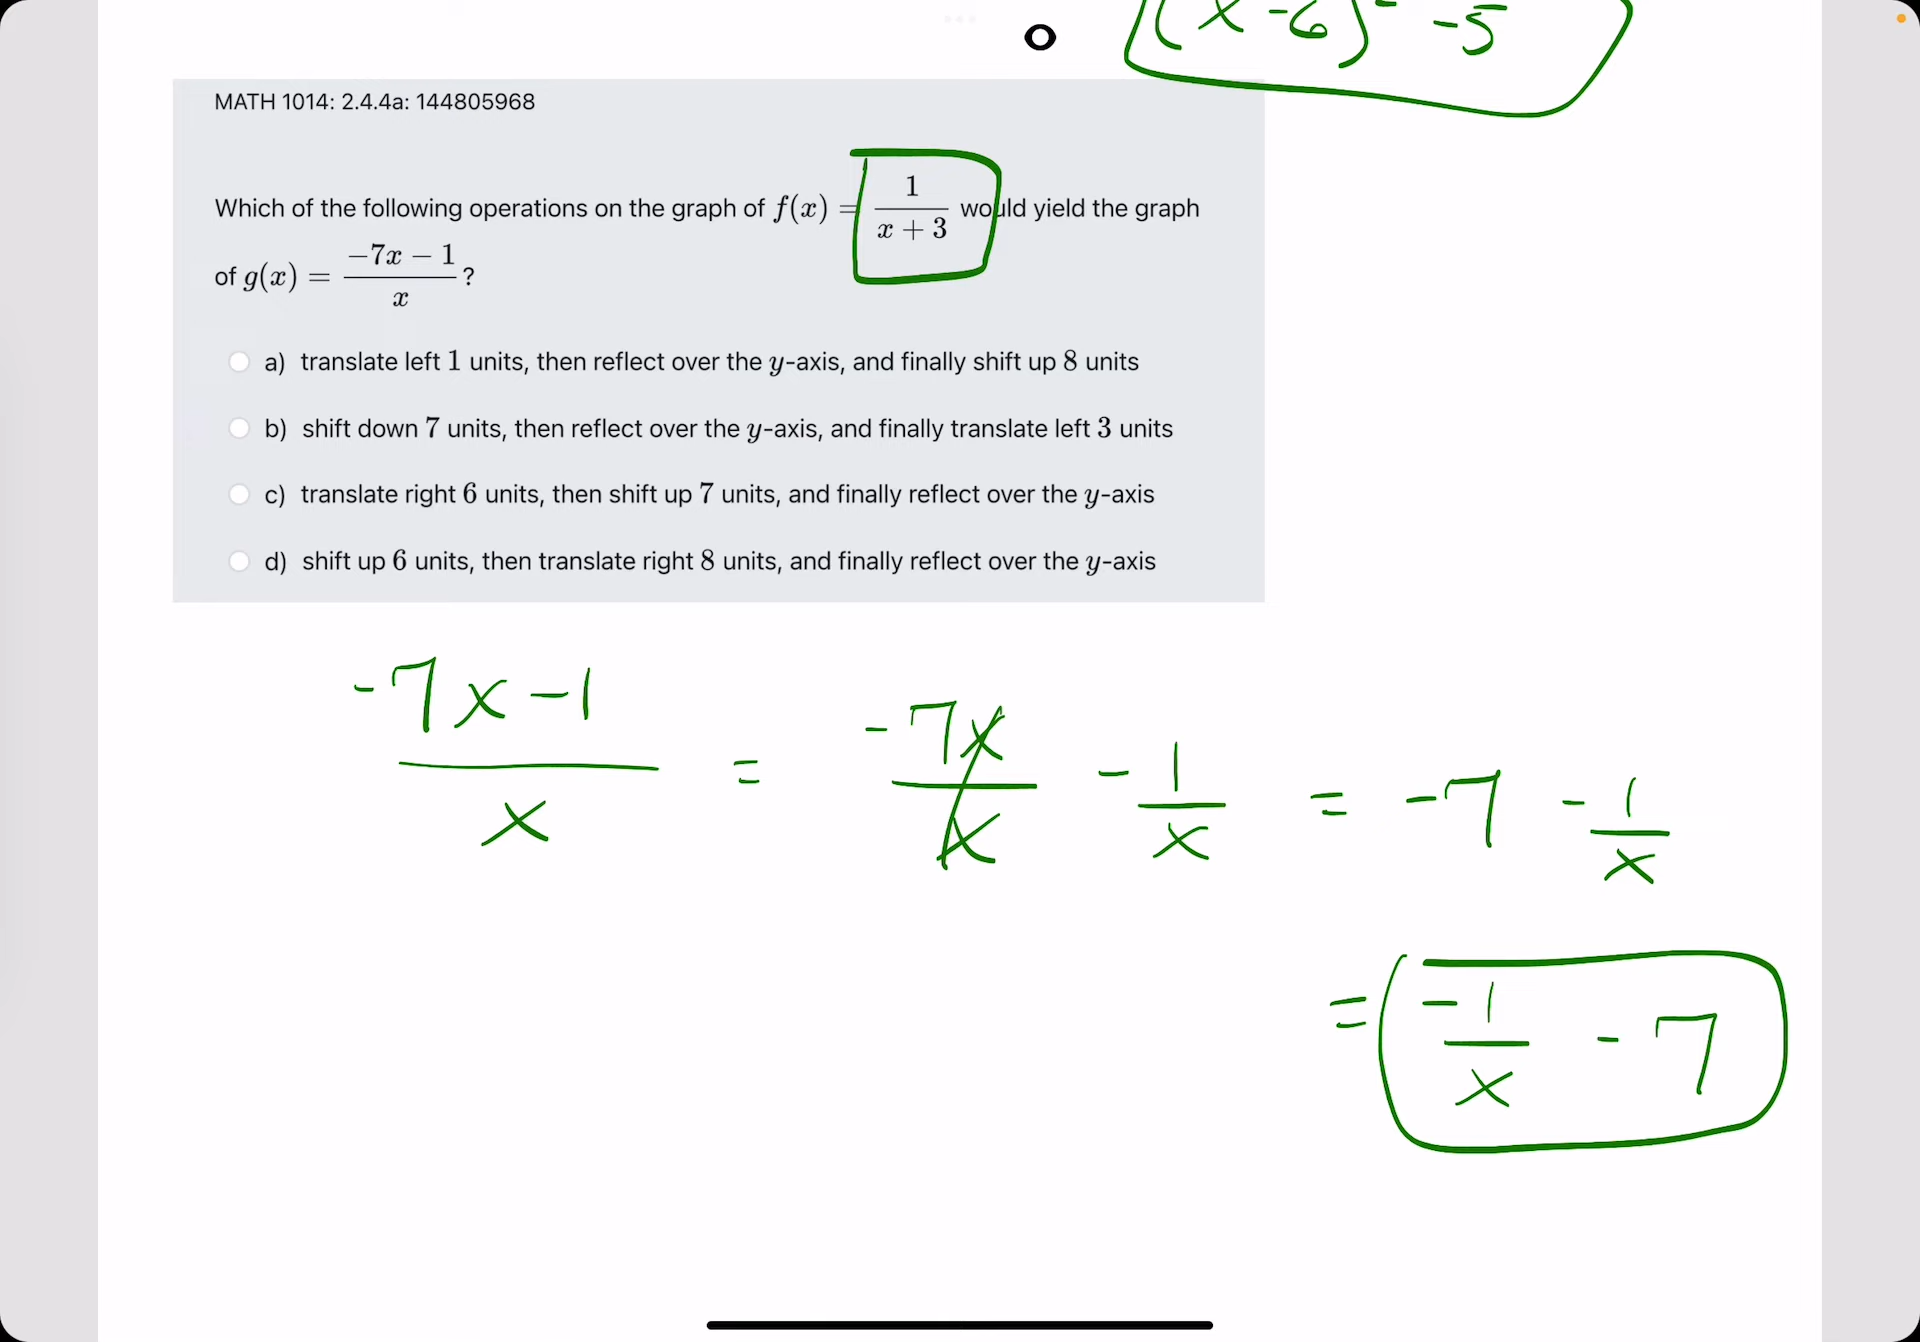 (x-6)² -5
MATH 1014: 2.4.4a: 144805968
Which of the following operations on the graph of f(x) = 1/(x + 3) would yield the graph
of g(x) = (−7x − 1)/x ?
a) translate left 1 units, then reflect over the y-axis, and finally shift up 8 units
b) shift down 7 units, then reflect over the y-axis, and finally translate left 3 units
c) translate right 6 units, then shift up 7 units, and finally reflect over the y-axis
d) shift up 6 units, then translate right 8 units, and finally reflect over the y-axis
(-7x-1)/x = -7x/x - 1/x = -7 - 1/x
= -1/x - 7